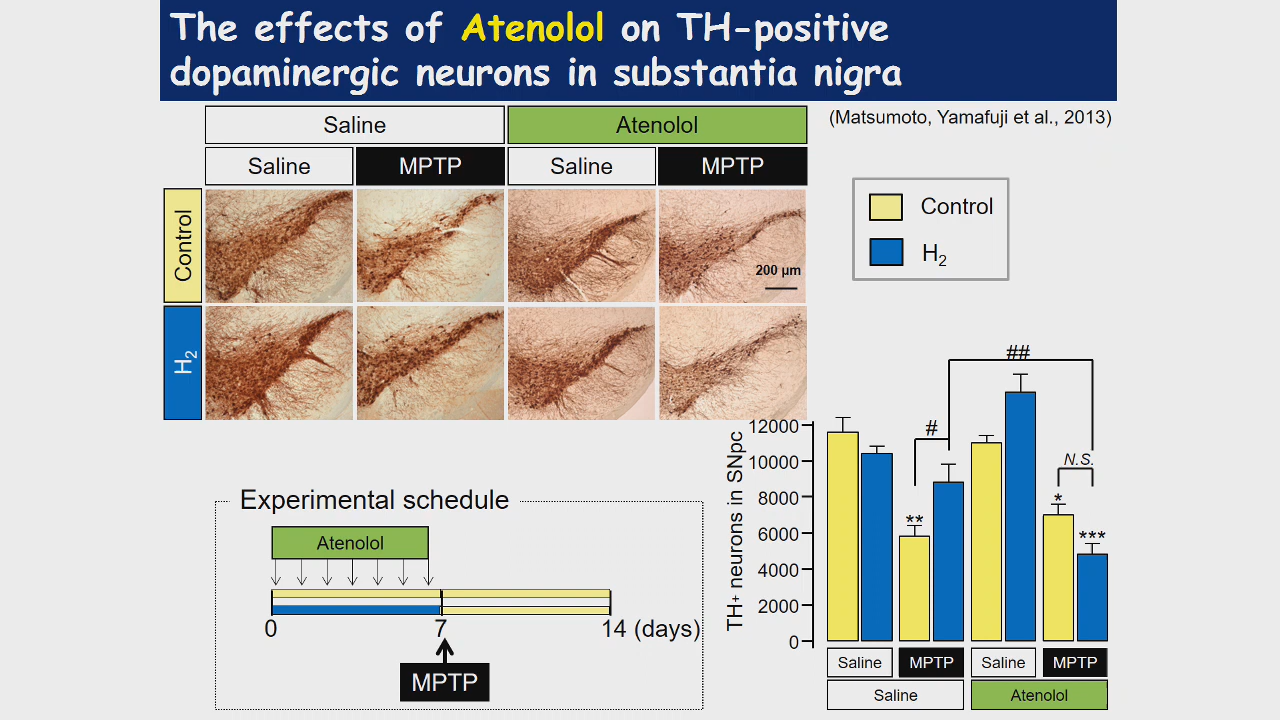 The effects of Atenolol on TH-positive
dopaminergic neurons in substantia nigra
(Matsumoto, Yamafuji et al., 2013)
Saline
Atenolol
Saline
MPTP
Saline
MPTP
Control
H2
200 µm
Control
H2
Experimental schedule
Atenolol
0
7
14 (days)
MPTP
TH+ neurons in SNpc
12000
10000
8000
6000
4000
2000
0
##
#
N.S.
**
*
***
Saline
MPTP
Saline
MPTP
Saline
Atenolol